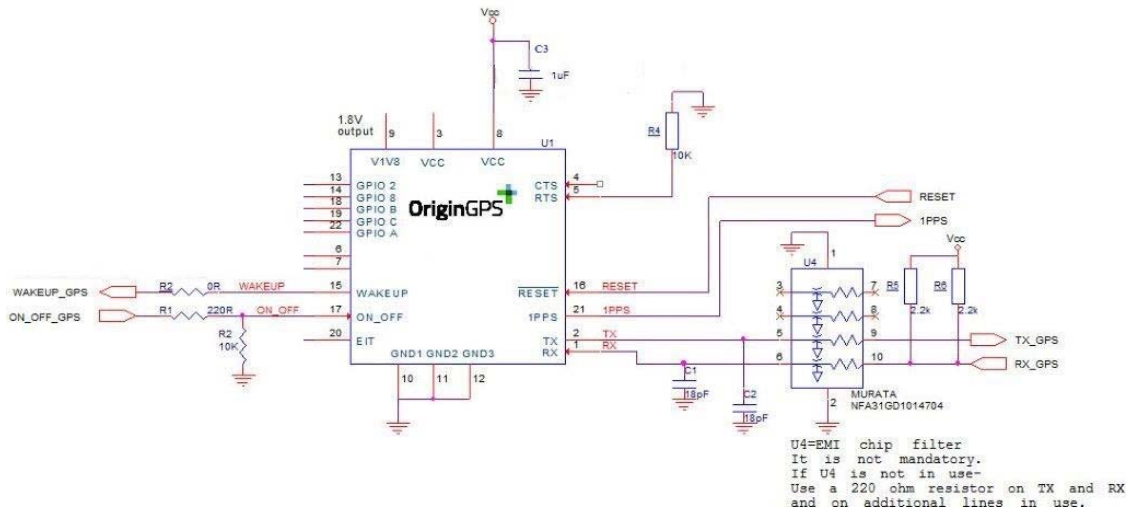 Vcc
C3
1uF
1.8V
output
9
3
8
U1
R4
10K
V1V8
VCC
VCC
13
GPIO 2
14
GPIO 8
18
GPIO B
19
GPIO C
22
GPIO A
6
7
OriginGPS
CTS
4
RTS
5
RESET
1PPS
Vcc
1
U4
WAKEUP_GPS
R2
0R
WAKEUP
15
WAKEUP
RESET
16
RESET
3
7
R5
R6
ON_OFF_GPS
R1
220R
ON_OFF
17
ON_OFF
1PPS
21
1PPS
4
8
2.2k
2.2k
R2
10K
20
EIT
TX
2
TX
5
9
TX_GPS
RX
1
RX
6
10
RX_GPS
GND1 GND2 GND3
10
11
12
C1
18pF
C2
18pF
2
MURATA
NFA31GD1014704
U4=EMI chip filter
It is not mandatory.
If U4 is not in use-
Use a 220 ohm resistor on TX and RX
and on additional lines in use.